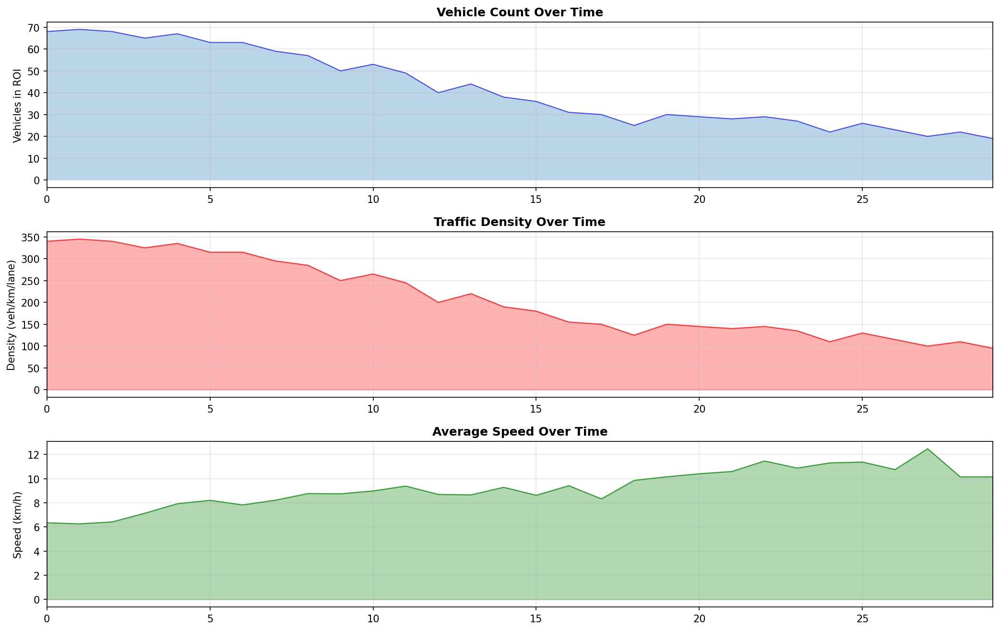 Vehicle Count Over Time
Vehicles in ROI
70
60
50
40
30
20
10
0
0 5 10 15 20 25
Traffic Density Over Time
Density (veh/km/lane)
350
300
250
200
150
100
50
0
0 5 10 15 20 25
Average Speed Over Time
Speed (km/h)
12
10
8
6
4
2
0
0 5 10 15 20 25